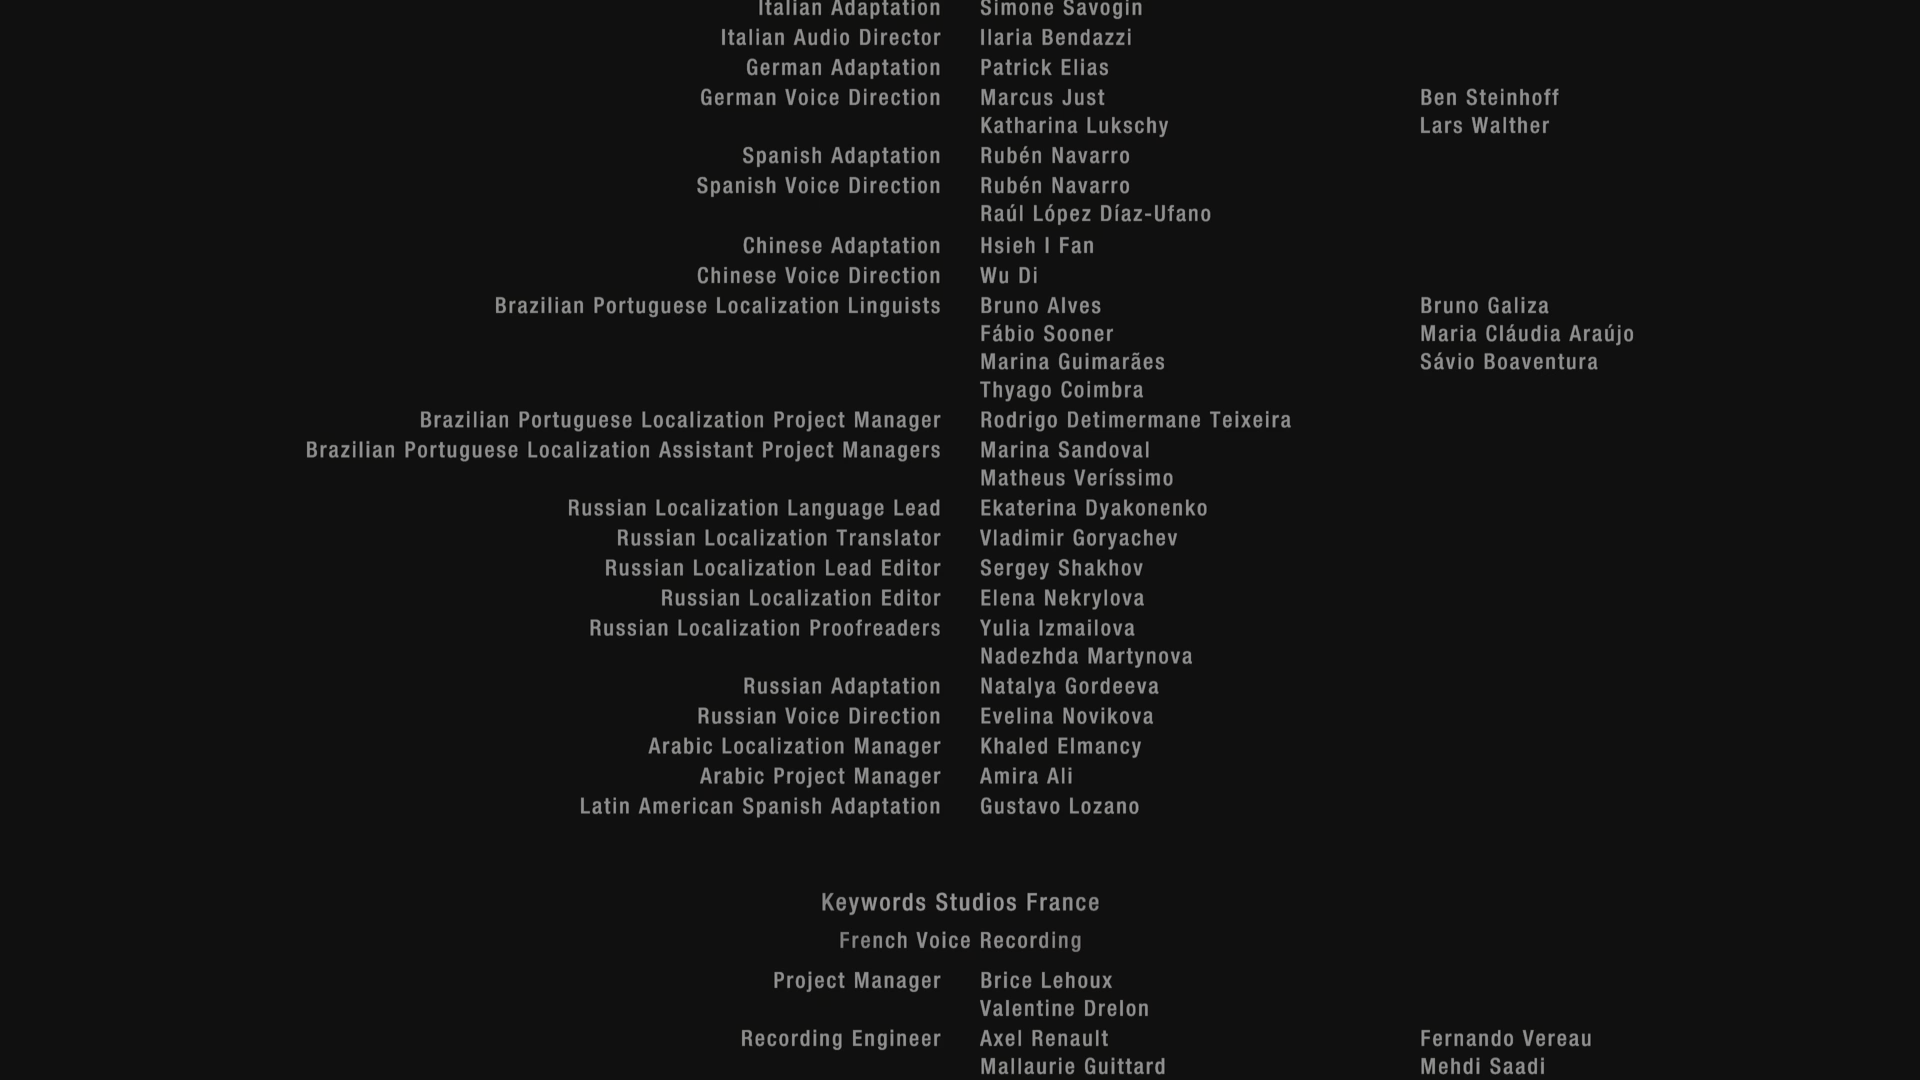 Italian Adaptation Simone Savogin
Italian Audio Director Ilaria Bendazzi
German Adaptation Patrick Elias
German Voice Direction Marcus Just Ben Steinhoff
Katharina Lukschy Lars Walther
Spanish Adaptation Rubén Navarro
Spanish Voice Direction Rubén Navarro
Raúl López Díaz-Ufano
Chinese Adaptation Hsieh I Fan
Chinese Voice Direction Wu Di
Brazilian Portuguese Localization Linguists Bruno Alves Bruno Galiza
Fábio Sooner Maria Cláudia Araújo
Marina Guimarães Sávio Boaventura
Thyago Coimbra
Brazilian Portuguese Localization Project Manager Rodrigo Detimermane Teixeira
Brazilian Portuguese Localization Assistant Project Managers Marina Sandoval
Matheus Veríssimo
Russian Localization Language Lead Ekaterina Dyakonenko
Russian Localization Translator Vladimir Goryachev
Russian Localization Lead Editor Sergey Shakhov
Russian Localization Editor Elena Nekrylova
Russian Localization Proofreaders Yulia Izmailova
Nadezhda Martynova
Russian Adaptation Natalya Gordeeva
Russian Voice Direction Evelina Novikova
Arabic Localization Manager Khaled Elmancy
Arabic Project Manager Amira Ali
Latin American Spanish Adaptation Gustavo Lozano
Keywords Studios France
French Voice Recording
Project Manager Brice Lehoux
Valentine Drelon
Recording Engineer Axel Renault Fernando Vereau
Mallaurie Guittard Mehdi Saadi